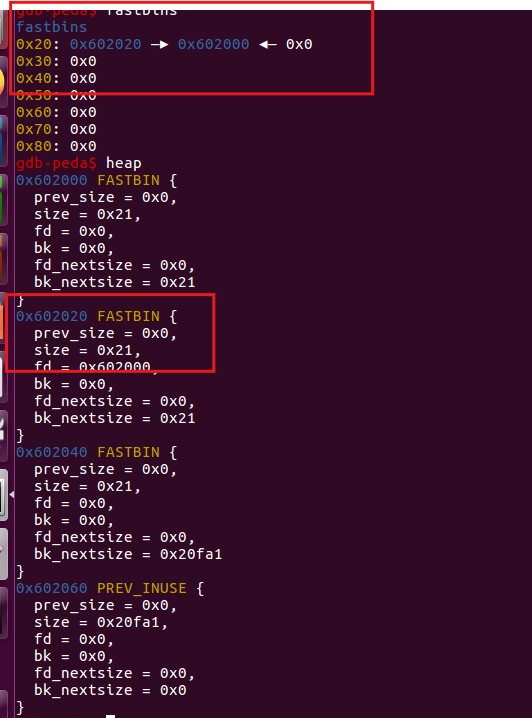 gdb-peda$ fastbins
fastbins
0x20: 0x602020 —▸ 0x602000 ◂— 0x0
0x30: 0x0
0x40: 0x0
0x50: 0x0
0x60: 0x0
0x70: 0x0
0x80: 0x0
gdb-peda$ heap
0x602000 FASTBIN {
  prev_size = 0x0,
  size = 0x21,
  fd = 0x0,
  bk = 0x0,
  fd_nextsize = 0x0,
  bk_nextsize = 0x21
}
0x602020 FASTBIN {
  prev_size = 0x0,
  size = 0x21,
  fd = 0x602000,
  bk = 0x0,
  fd_nextsize = 0x0,
  bk_nextsize = 0x21
}
0x602040 FASTBIN {
  prev_size = 0x0,
  size = 0x21,
  fd = 0x0,
  bk = 0x0,
  fd_nextsize = 0x0,
  bk_nextsize = 0x20fa1
}
0x602060 PREV_INUSE {
  prev_size = 0x0,
  size = 0x20fa1,
  fd = 0x0,
  bk = 0x0,
  fd_nextsize = 0x0,
  bk_nextsize = 0x0
}